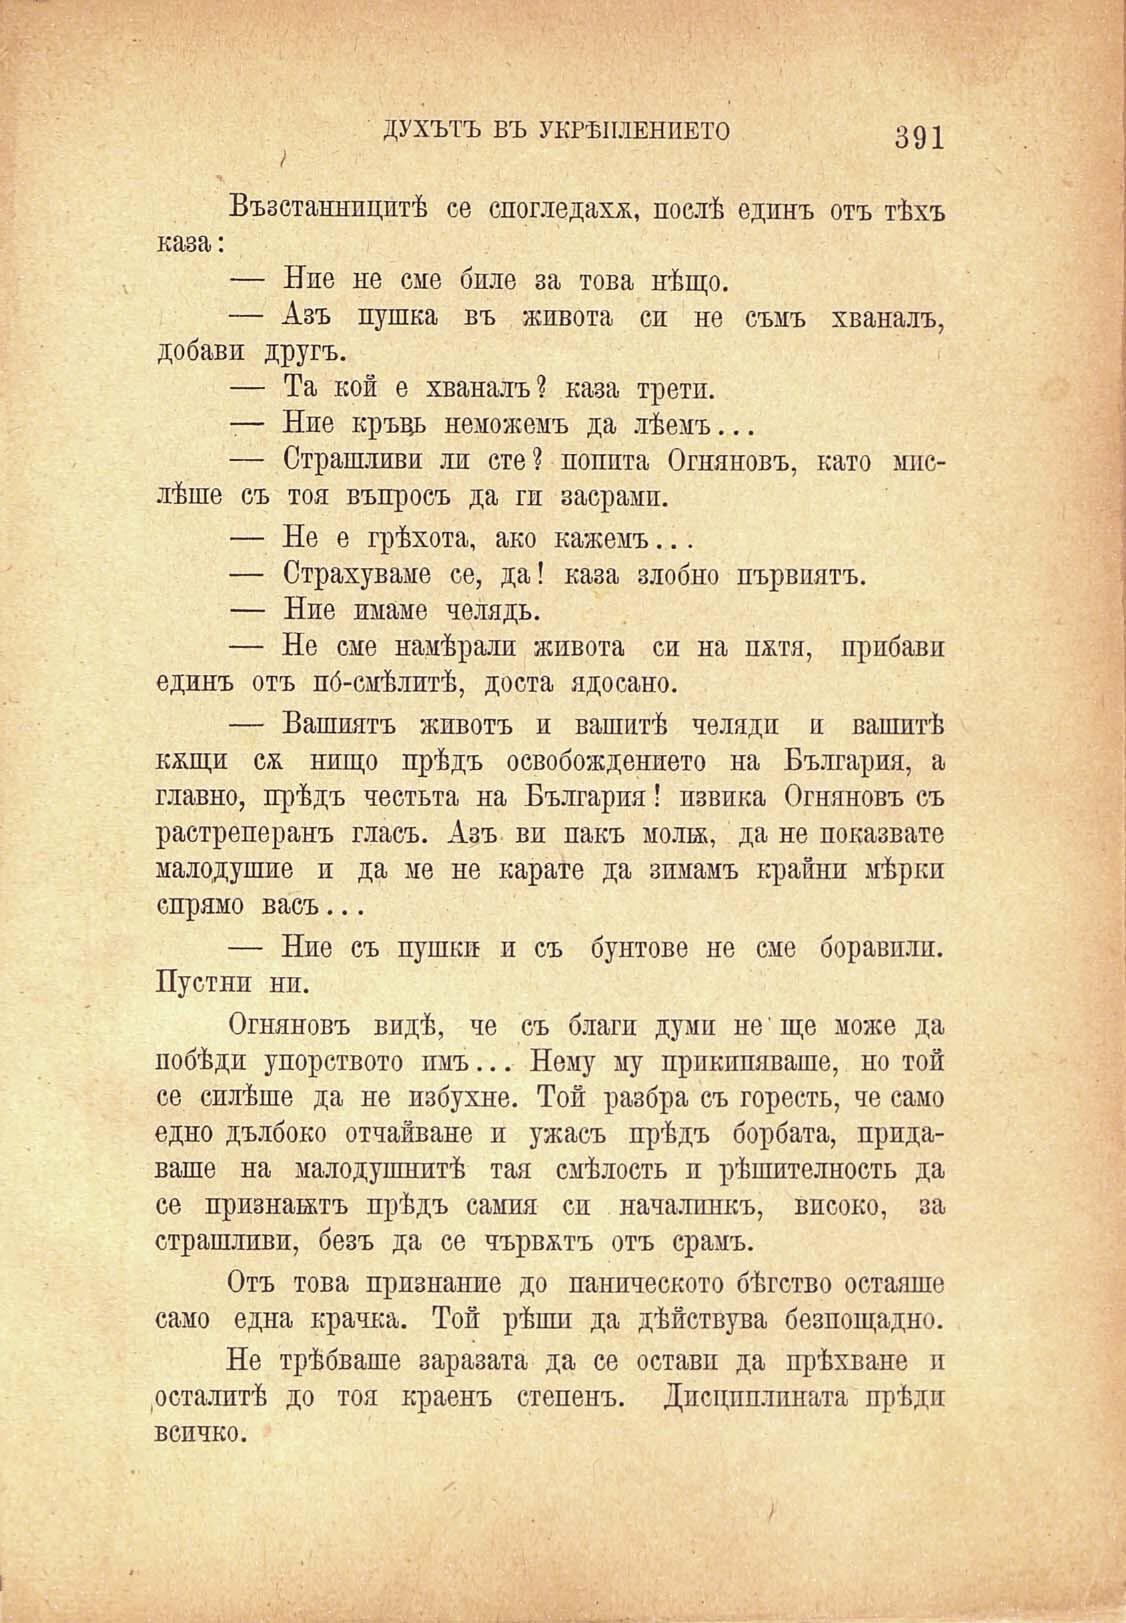 ДУХЪТЪ ВЪ УКРѢПЛЕНИЕТО
391
Възстанницитѣ се спогледахѫ, послѣ единъ отъ тѣхъ
каза:
— Ние не сме биле за това нѣщо.
— Азъ пушка въ живота си не съмъ хваналъ,
добави другъ.
— Та кой е хваналъ? каза трети.
— Ние кръвь неможемъ да лѣемъ...
— Страшливи ли сте? попита Огняновъ, като мис-
лѣше съ тоя въпросъ да ги засрами.
— Не е грѣхота, ако кажемъ...
— Страхуваме се, да! каза злобно първиятъ.
— Ние имаме челядь.
— Не сме намѣрали живота си на пѫтя, прибави
единъ отъ по́-смѣлитѣ, доста ядосано.
— Вашиятъ животъ и вашитѣ челяди и вашитѣ
кѫщи сѫ нищо прѣдъ освобождението на България, а
главно, прѣдъ честьта на България! извика Огняновъ съ
растреперанъ гласъ. Азъ ви пакъ молѭ, да не показвате
малодушие и да ме не карате да зимамъ крайни мѣрки
спрямо васъ...
— Ние съ пушки и съ бунтове не сме боравили.
Пустни ни.
Огняновъ видѣ, че съ благи думи не ще може да
побѣди упорството имъ... Нему му прикипяваше, но той
се силѣше да не избухне. Той разбра съ горесть, че само
едно дълбоко отчайване и ужасъ прѣдъ борбата, прида-
ваше на малодушнитѣ тая смѣлость и рѣшителность да
се признаѭтъ прѣдъ самия си началинкъ, високо, за
страшливи, безъ да се чървѫтъ отъ срамъ.
Отъ това признание до паническото бѣгство остаяше
само една крачка. Той рѣши да дѣйствува безпощадно.
Не трѣбваше заразата да се остави да прѣхване и
осталитѣ до тоя краенъ степенъ. Дисциплината прѣди
всичко.